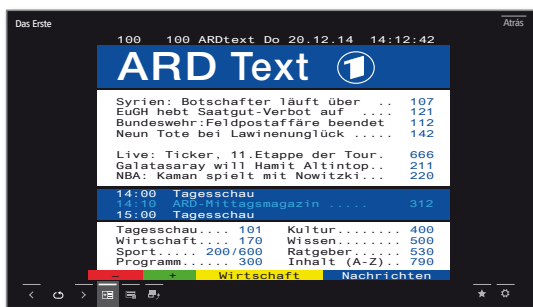 Das Erste
Atrás
100 100 ARDtext Do 20.12.14 14:12:42
ARD Text 1
Syrien: Botschafter läuft über .. 107
EuGH hebt Saatgut-Verbot auf .... 121
Bundeswehr:Feldpostaffäre beendet 112
Neun Tote bei Lawinenunglück ..... 142
Live: Ticker, 11.Etappe der Tour. 666
Galatasaray will Hamit Altintop.. 211
NBA: Kaman spielt mit Nowitzki... 220
14:00 Tagesschau
14:10 ARD-Mittagsmagazin ..... 312
15:00 Tagesschau
Tagesschau.... 101 Kultur........ 400
Wirtschaft.... 170 Wissen........ 500
Sport..... 200/600 Ratgeber...... 530
Programm...... 300 Inhalt (A-Z).. 790
- + Wirtschaft Nachrichten